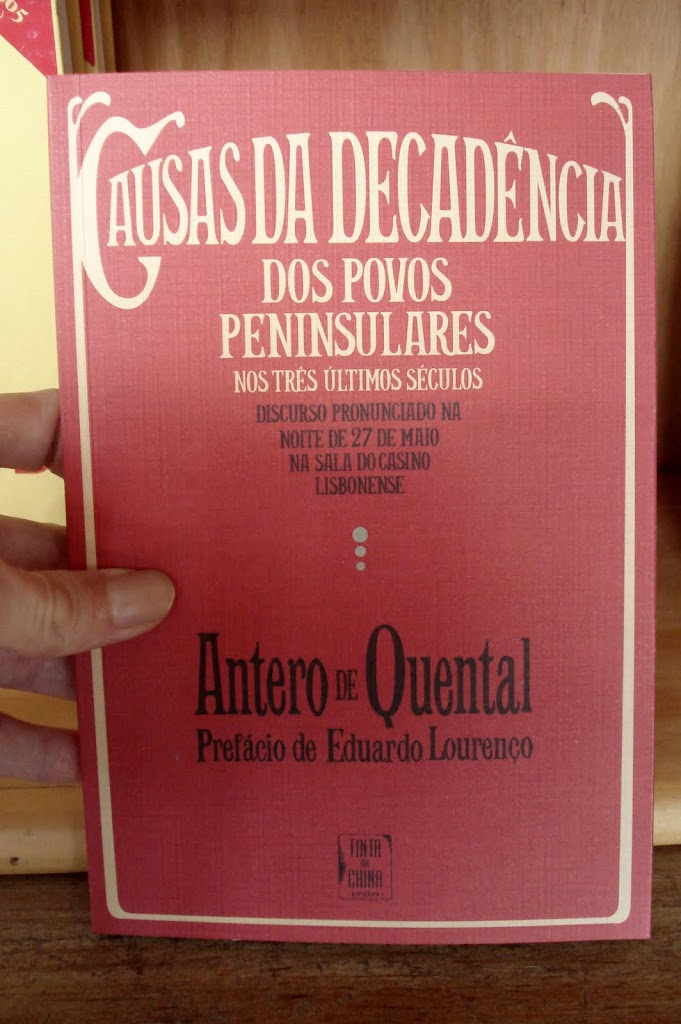 CAUSAS DA DECADÊNCIA
DOS POVOS
PENINSULARES
NOS TRÊS ÚLTIMOS SÉCULOS
DISCURSO PRONUNCIADO NA
NOITE DE 27 DE MAIO
NA SALA DO CASINO
LISBONENSE
ANTERO DE QUENTAL
Prefácio de Eduardo Lourenço
TINTA
DA
CHINA